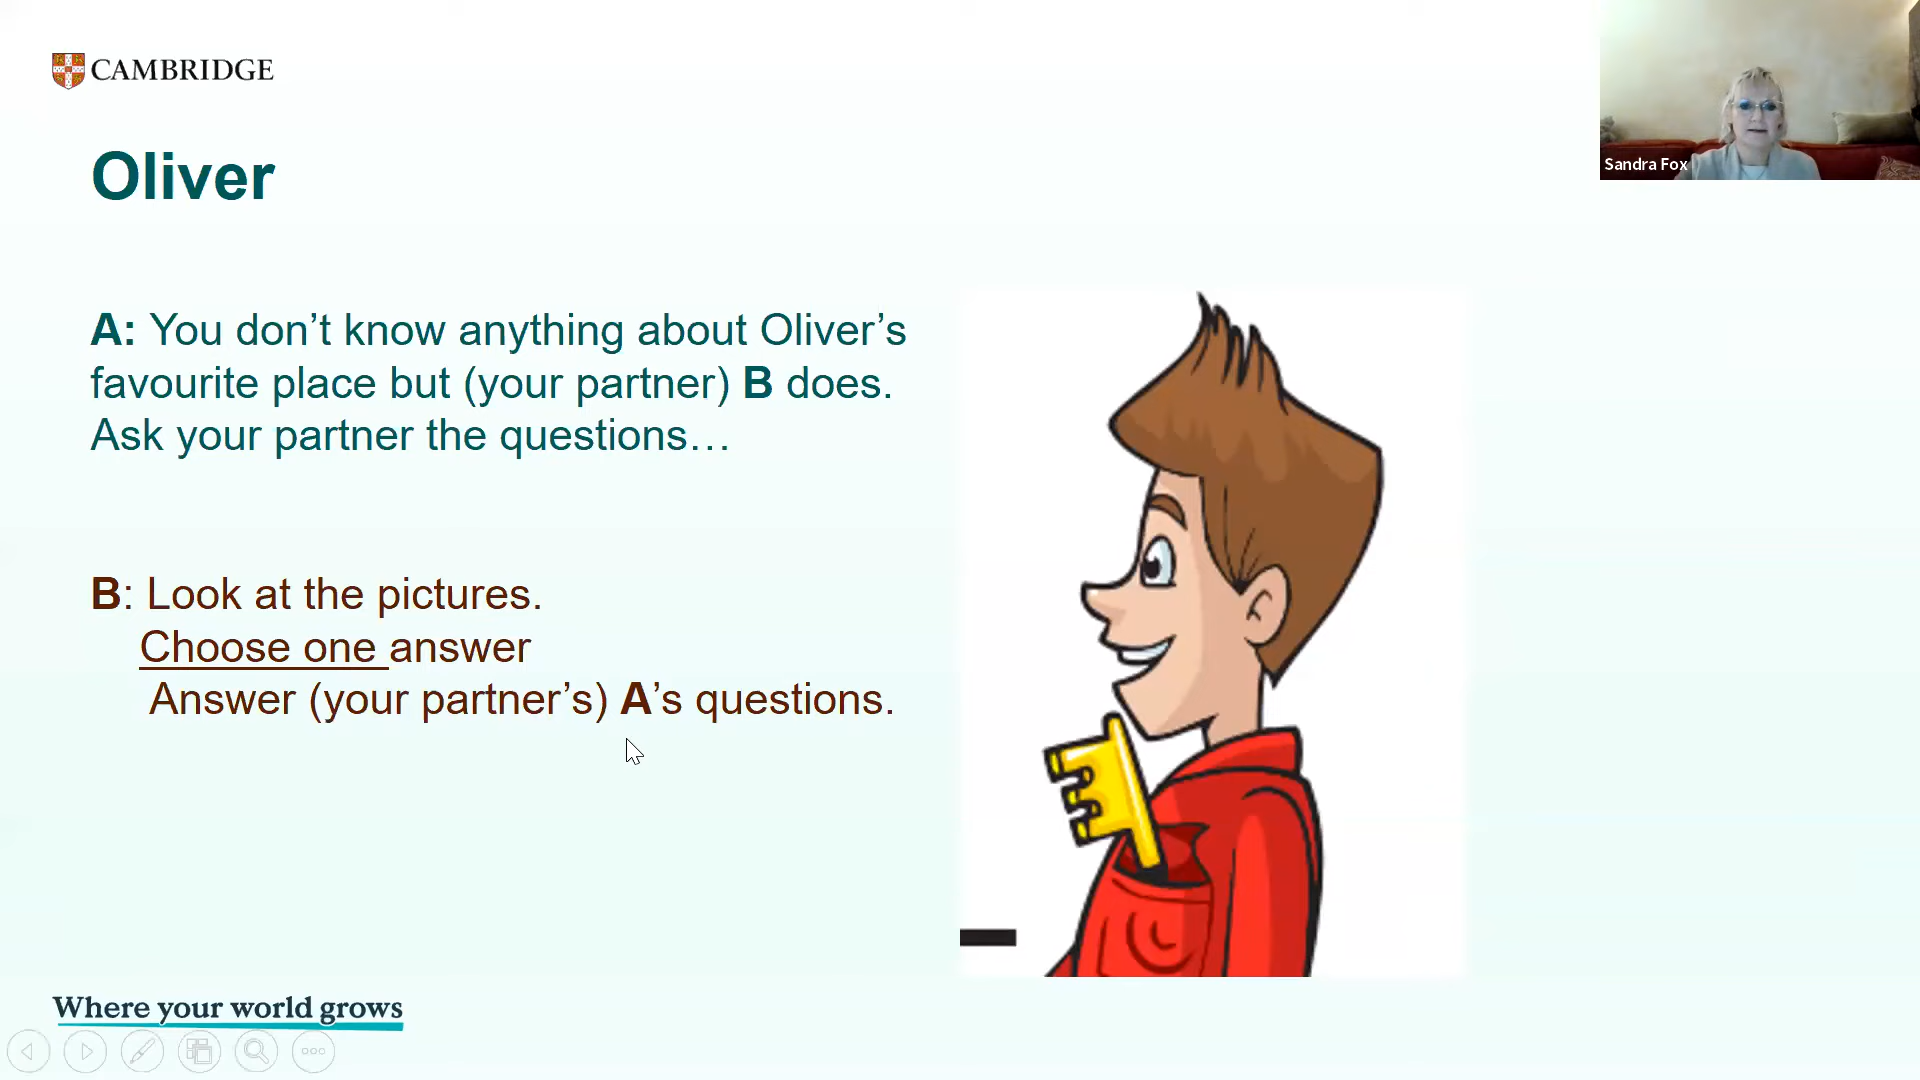 CAMBRIDGE
Sandra Fox
Oliver
A: You don’t know anything about Oliver’s
favourite place but (your partner) B does.
Ask your partner the questions…
B: Look at the pictures.
Choose one answer
Answer (your partner’s) A’s questions.
Where your world grows